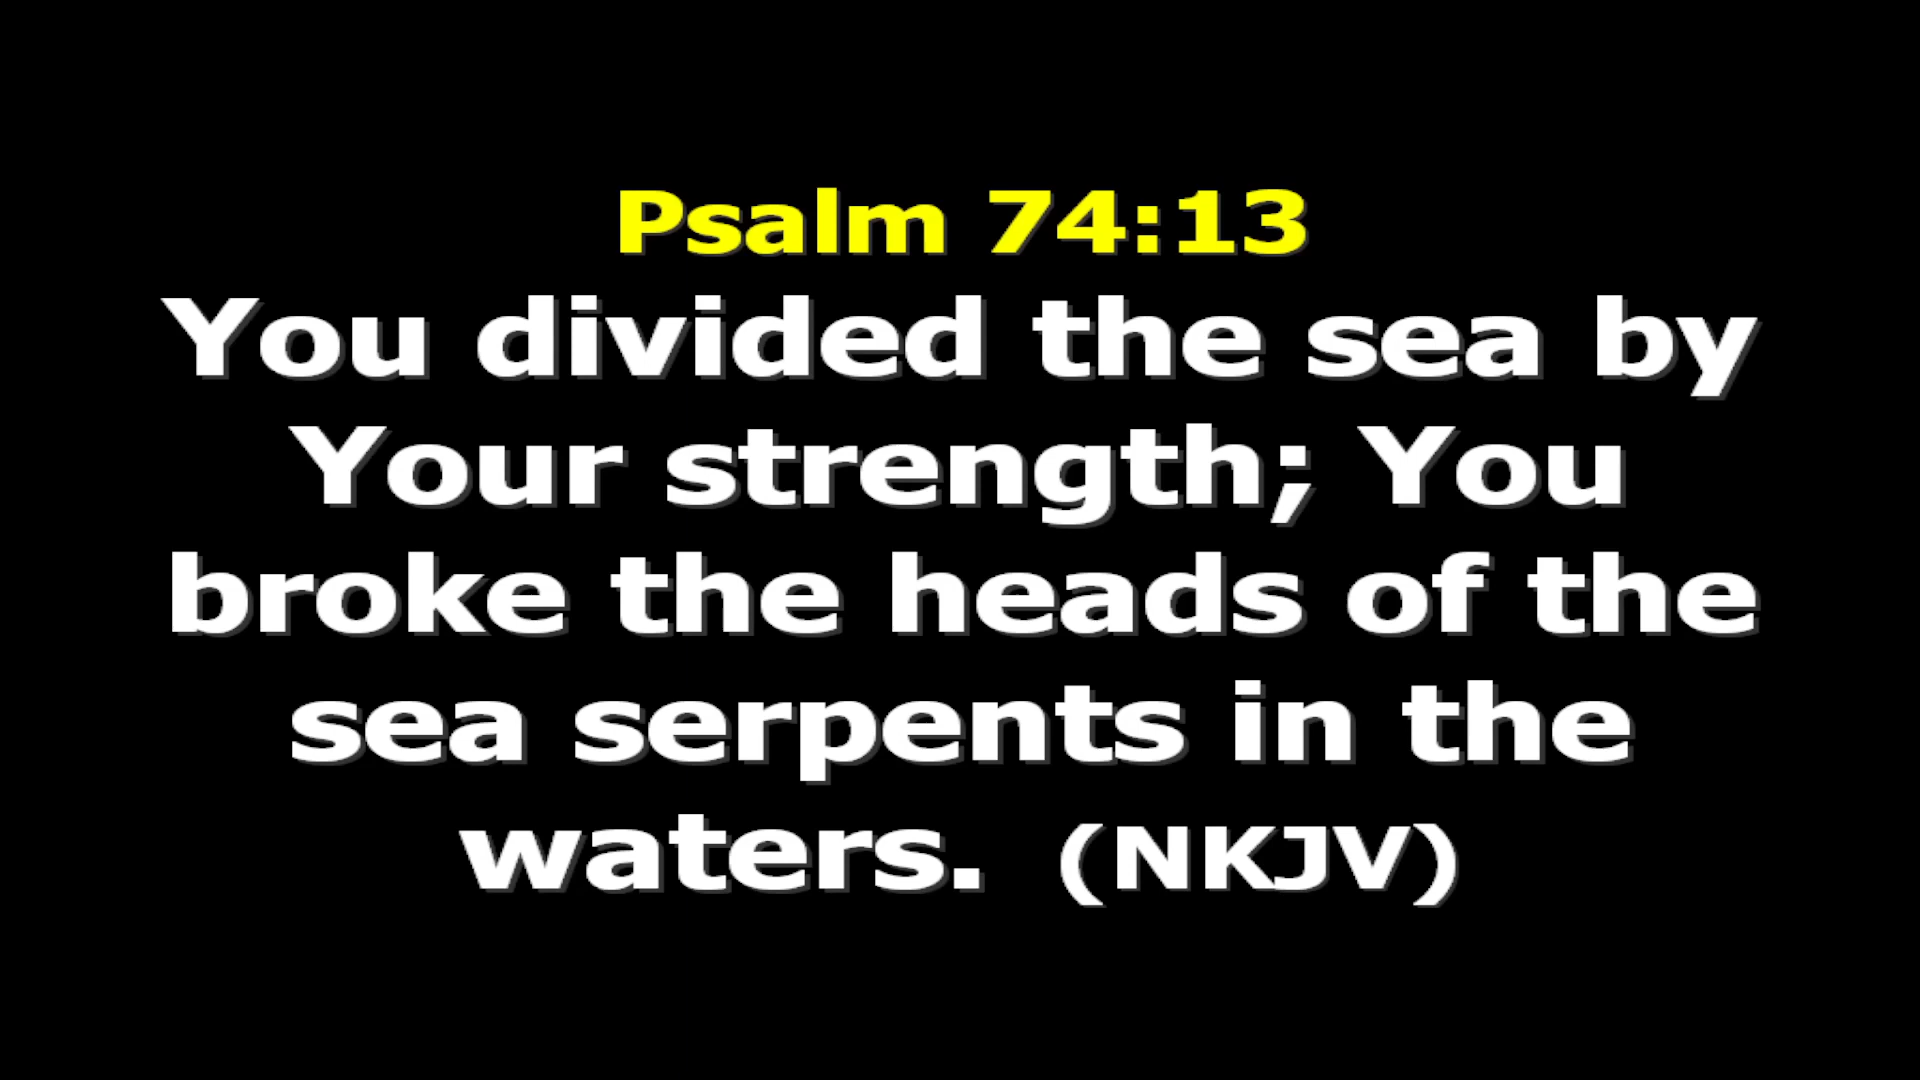 Psalm 74:13
You divided the sea by
Your strength; You
broke the heads of the
sea serpents in the
waters. (NKJV)